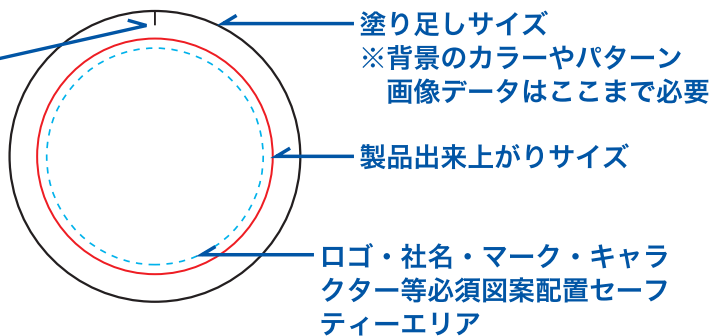 塗り足しサイズ
※背景のカラーやパターン
画像データはここまで必要
製品出来上がりサイズ
ロゴ・社名・マーク・キャラ
クター等必須図案配置セーフ
ティーエリア